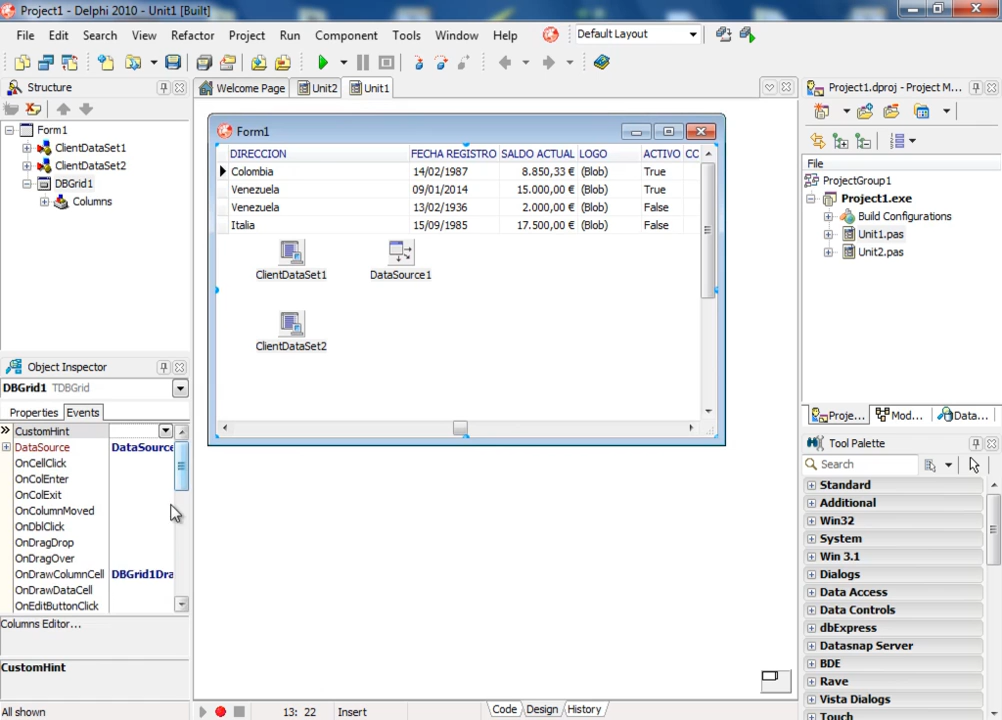 Project1 - Delphi 2010 - Unit1 [Built]
File Edit Search View Refactor Project Run Component Tools Window Help Default Layout
Structure
Welcome Page Unit2 Unit1
Project1.dproj - Project M...
Form1
ClientDataSet1
ClientDataSet2
DBGrid1
Columns
Form1
DIRECCION FECHA REGISTRO SALDO ACTUAL LOGO ACTIVO CC
Colombia 14/02/1987 8.850,33 € (Blob) True
Venezuela 09/01/2014 15.000,00 € (Blob) True
Venezuela 13/02/1936 2.000,00 € (Blob) False
Italia 15/09/1985 17.500,00 € (Blob) False
ClientDataSet1 DataSource1
ClientDataSet2
File
ProjectGroup1
Project1.exe
Build Configurations
Unit1.pas
Unit2.pas
Object Inspector
DBGrid1 TDBGrid
Properties Events
CustomHint
DataSource DataSource
OnCellClick
OnColEnter
OnColExit
OnColumnMoved
OnDblClick
OnDragDrop
OnDragOver
OnDrawColumnCell DBGrid1Dra
OnDrawDataCell
OnEditButtonClick
Columns Editor...
CustomHint
All shown
Proje... Mod... Data...
Tool Palette
Search
Standard
Additional
Win32
System
Win 3.1
Dialogs
Data Access
Data Controls
dbExpress
Datasnap Server
BDE
Rave
Vista Dialogs
Touch
13: 22 Insert Code Design History